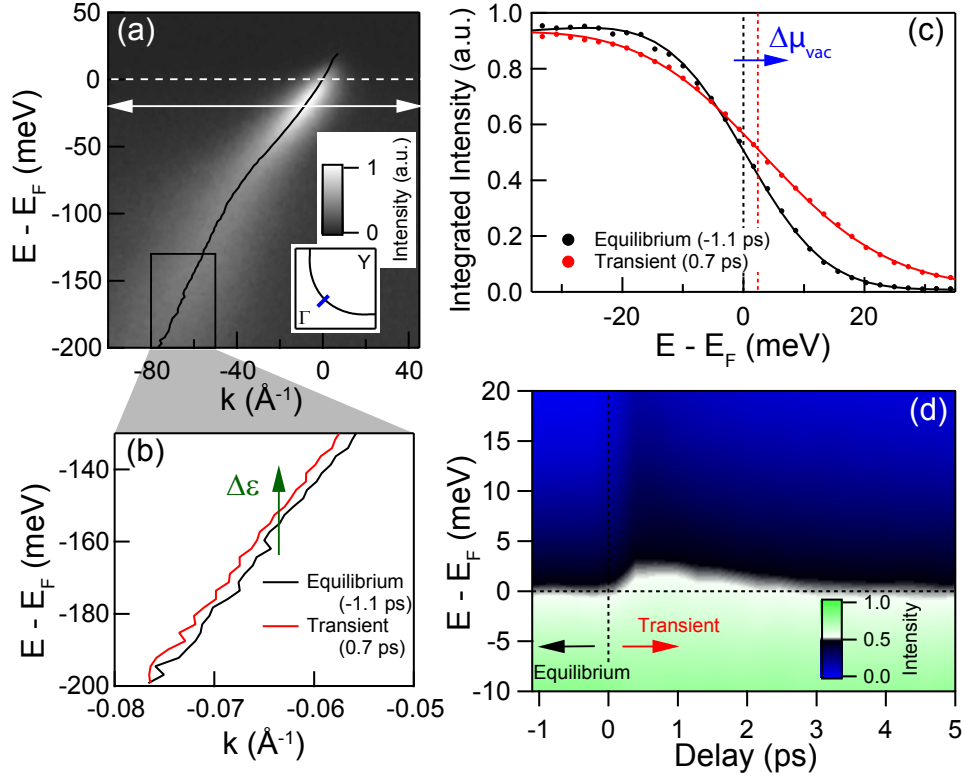 (a)
50
0
-50
-100
-150
-200
E - E_F (meV)
-80
-40
0
40
k (Å⁻¹)
1
0
Intensity (a.u.)
Y
Γ
(b)
-140
-160
-180
-200
E - E_F (meV)
Δε
Equilibrium
(-1.1 ps)
Transient
(0.7 ps)
-0.08
-0.07
-0.06
-0.05
k (Å⁻¹)
(c)
1.0
0.8
0.6
0.4
0.2
0.0
Integrated Intensity (a.u.)
Δμ_vac
Equilibrium (-1.1 ps)
Transient (0.7 ps)
-20
0
20
E - E_F (meV)
(d)
20
15
10
5
0
-5
-10
E - E_F (meV)
Transient
Equilibrium
1.0
0.5
0.0
Intensity
-1
0
1
2
3
4
5
Delay (ps)